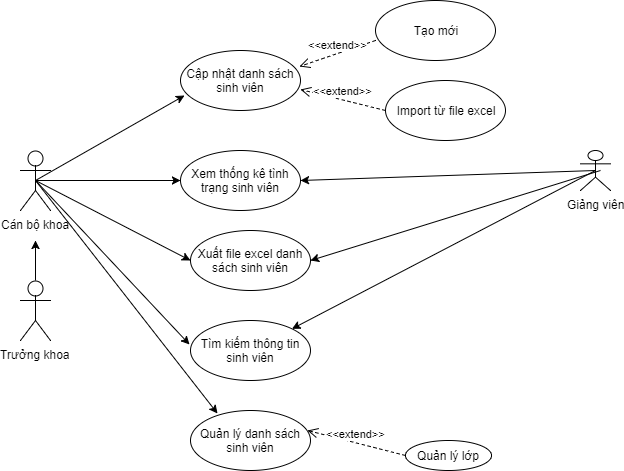 Tạo mới
<<extend>>
Cập nhật danh sách
sinh viên
<<extend>>
Import từ file excel
Xem thống kê tình
trạng sinh viên
Cán bộ khoa
Giảng viên
Xuất file excel danh
sách sinh viên
Trưởng khoa
Tìm kiếm thông tin
sinh viên
Quản lý danh sách
sinh viên
<<extend>>
Quản lý lớp